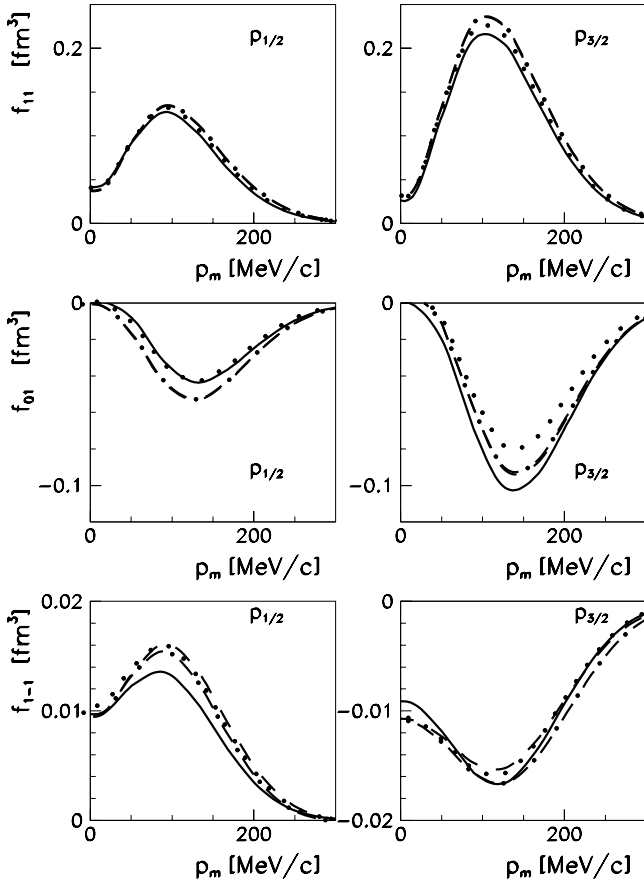 f₁₁ [fm³]
0.2
0
p₁/₂
0 200
pₘ [MeV/c]
0.2
0
p₃/₂
0 200
pₘ [MeV/c]
f₀₁ [fm³]
0
−0.1
p₁/₂
0 200
pₘ [MeV/c]
0
−0.1
p₃/₂
0 200
pₘ [MeV/c]
f₁₋₁ [fm³]
0.02
0.01
0
p₁/₂
0 200
pₘ [MeV/c]
0
−0.01
−0.02
p₃/₂
0 200
pₘ [MeV/c]